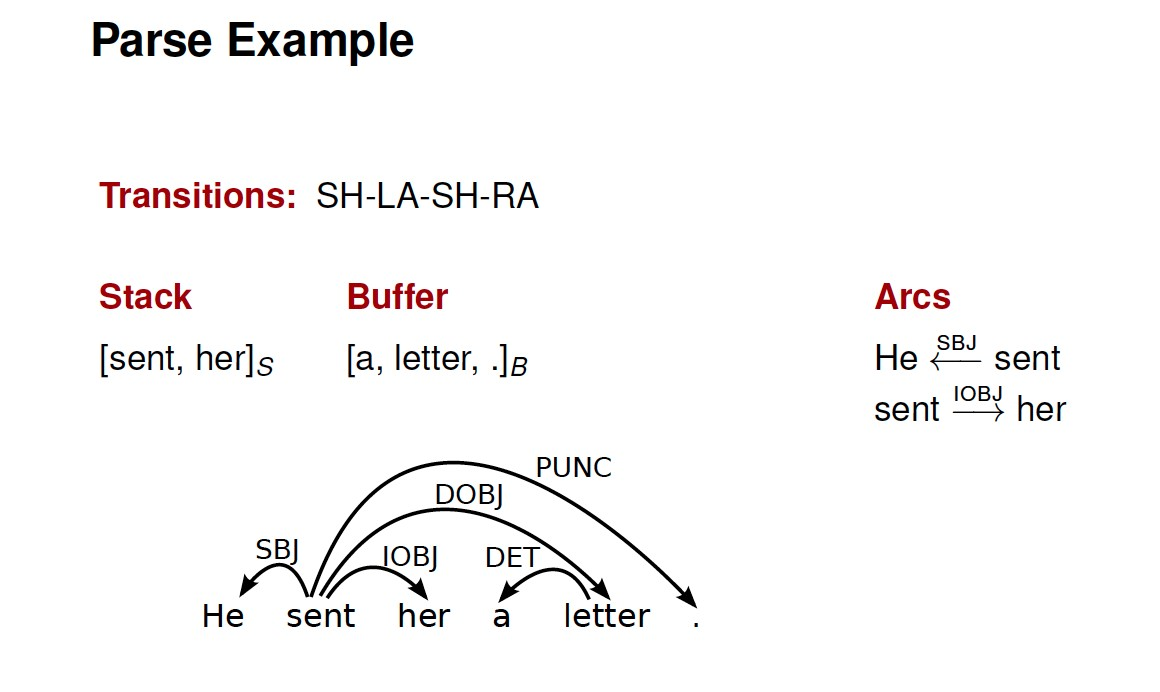 Parse Example
Transitions: SH-LA-SH-RA
Stack Buffer Arcs
[sent, her]S [a, letter, .]B He ←SBJ sent
sent →IOBJ her
PUNC
DOBJ
SBJ IOBJ DET
He sent her a letter .